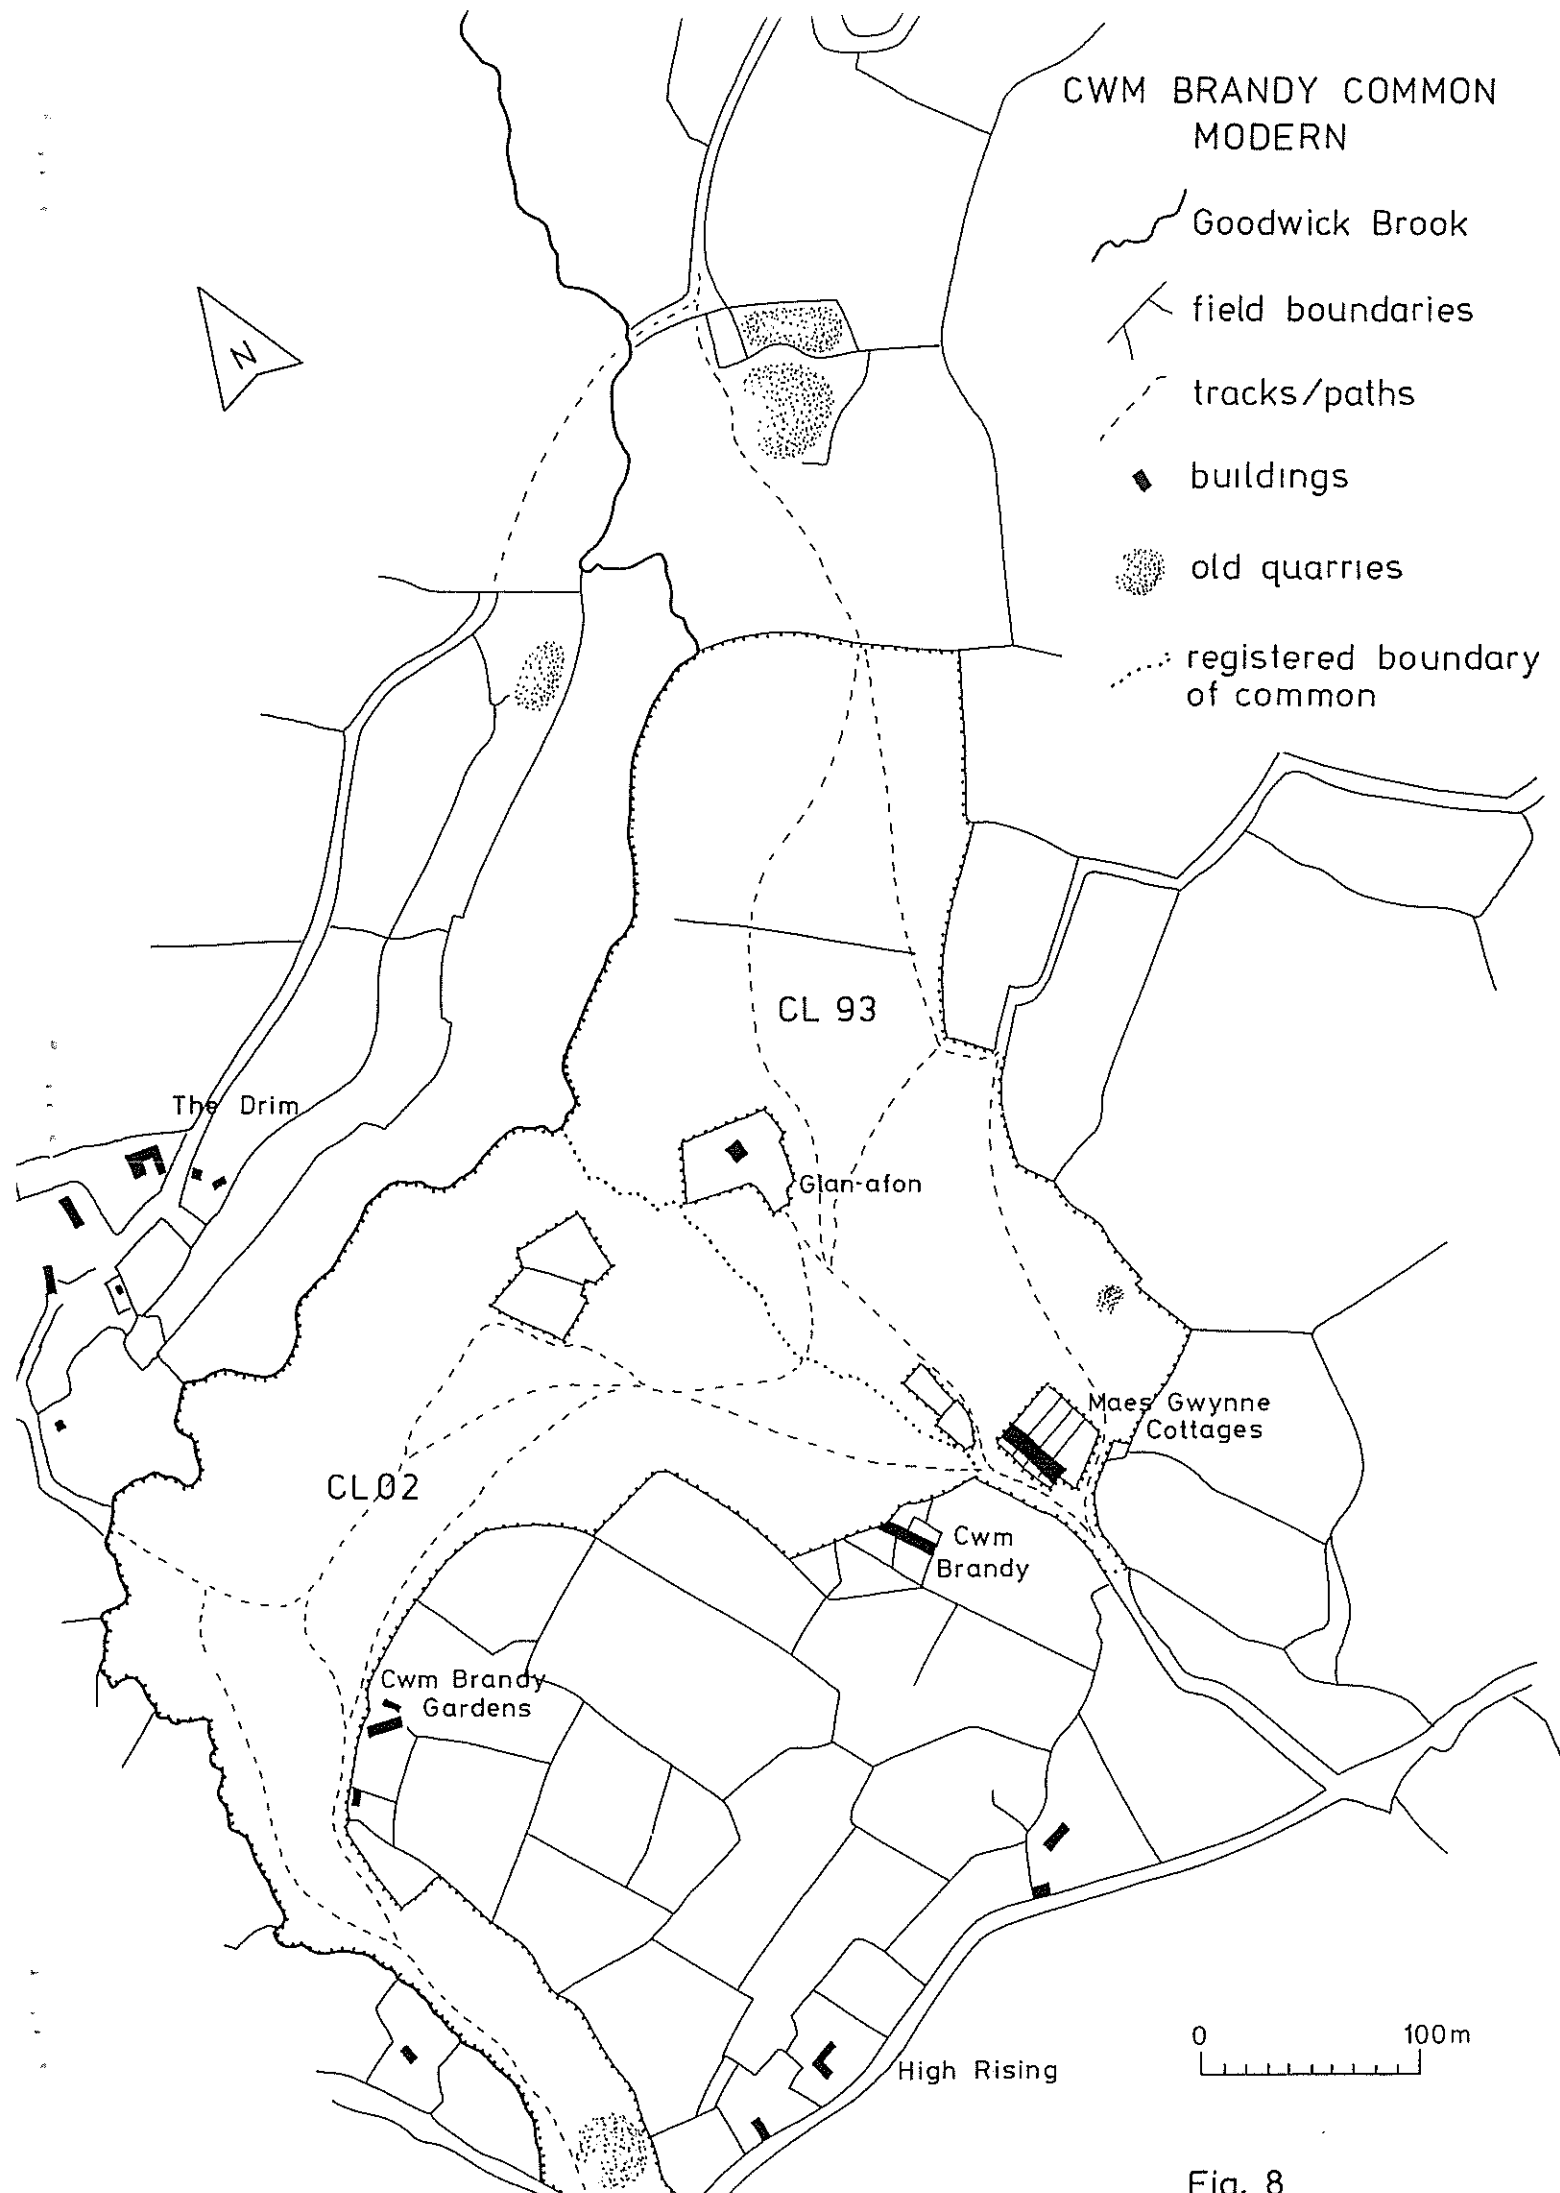 CWM BRANDY COMMON
MODERN
Goodwick Brook
N
field boundaries
tracks/paths
buildings
old quarries
registered boundary
of common
CL 93
The Drim
Glan-afon
Maes Gwynne
Cottages
CL02
Cwm
Brandy
Cwm Brandy
Gardens
0 100m
High Rising
Fig. 8